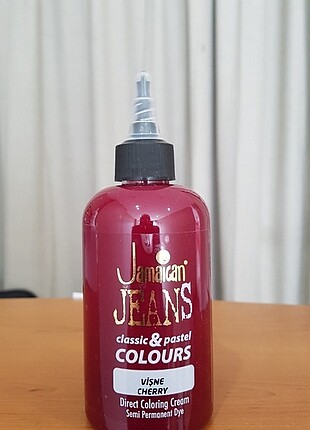 Jamaican®
JEANS
classic & pastel
COLOURS
VİŞNE
CHERRY
Direct Coloring Cream
Semi Permanent Dye